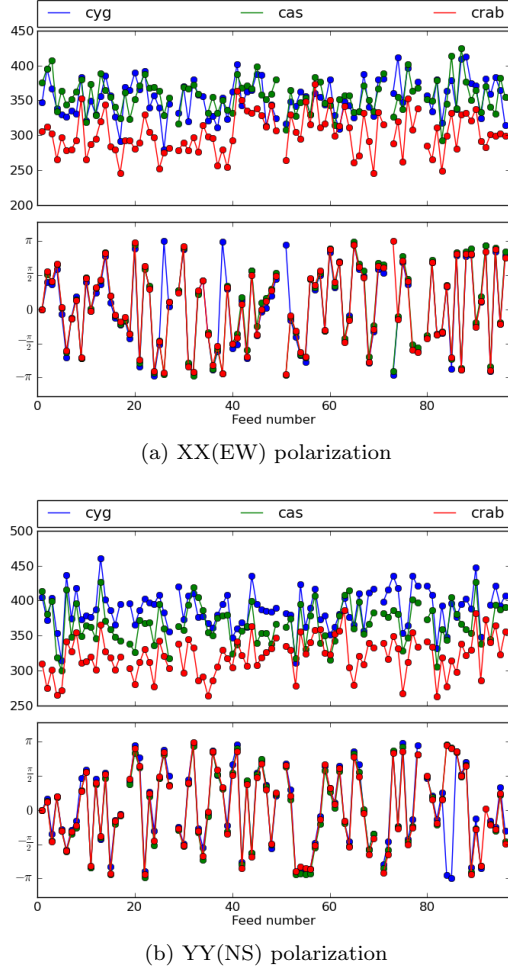 cyg cas crab
450
400
350
300
250
200
π
π/2
0
−π/2
−π
0 20 40 60 80
Feed number
(a) XX(EW) polarization
cyg cas crab
500
450
400
350
300
250
π
π/2
0
−π/2
−π
0 20 40 60 80
Feed number
(b) YY(NS) polarization